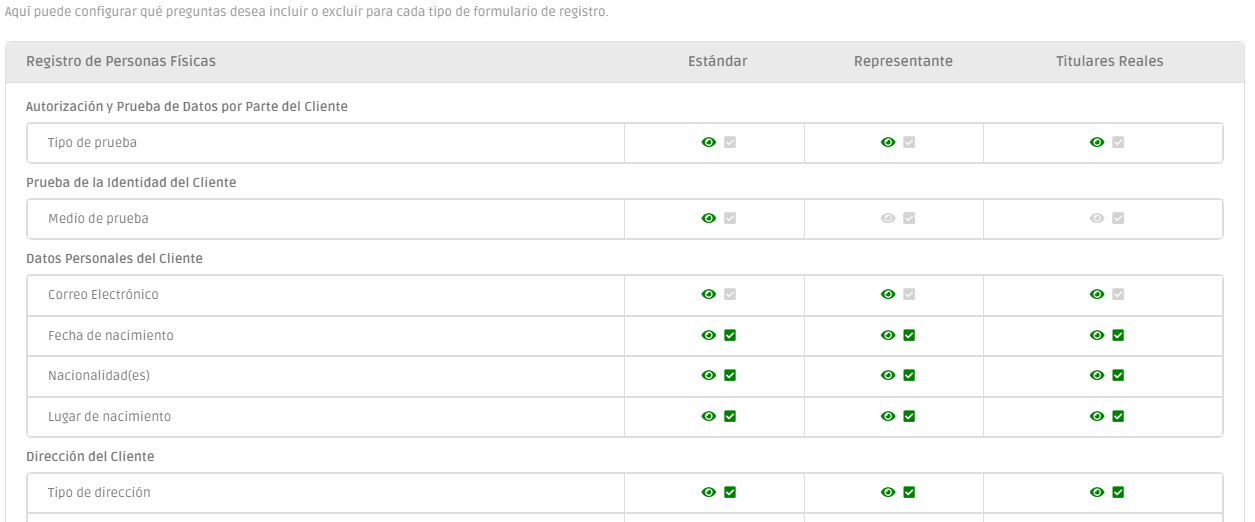 Aquí puede configurar qué preguntas desea incluir o excluir para cada tipo de formulario de registro.
Registro de Personas Físicas Estándar Representante Titulares Reales
Autorización y Prueba de Datos por Parte del Cliente
Tipo de prueba
Prueba de la Identidad del Cliente
Medio de prueba
Datos Personales del Cliente
Correo Electrónico
Fecha de nacimiento
Nacionalidad(es)
Lugar de nacimiento
Dirección del Cliente
Tipo de dirección